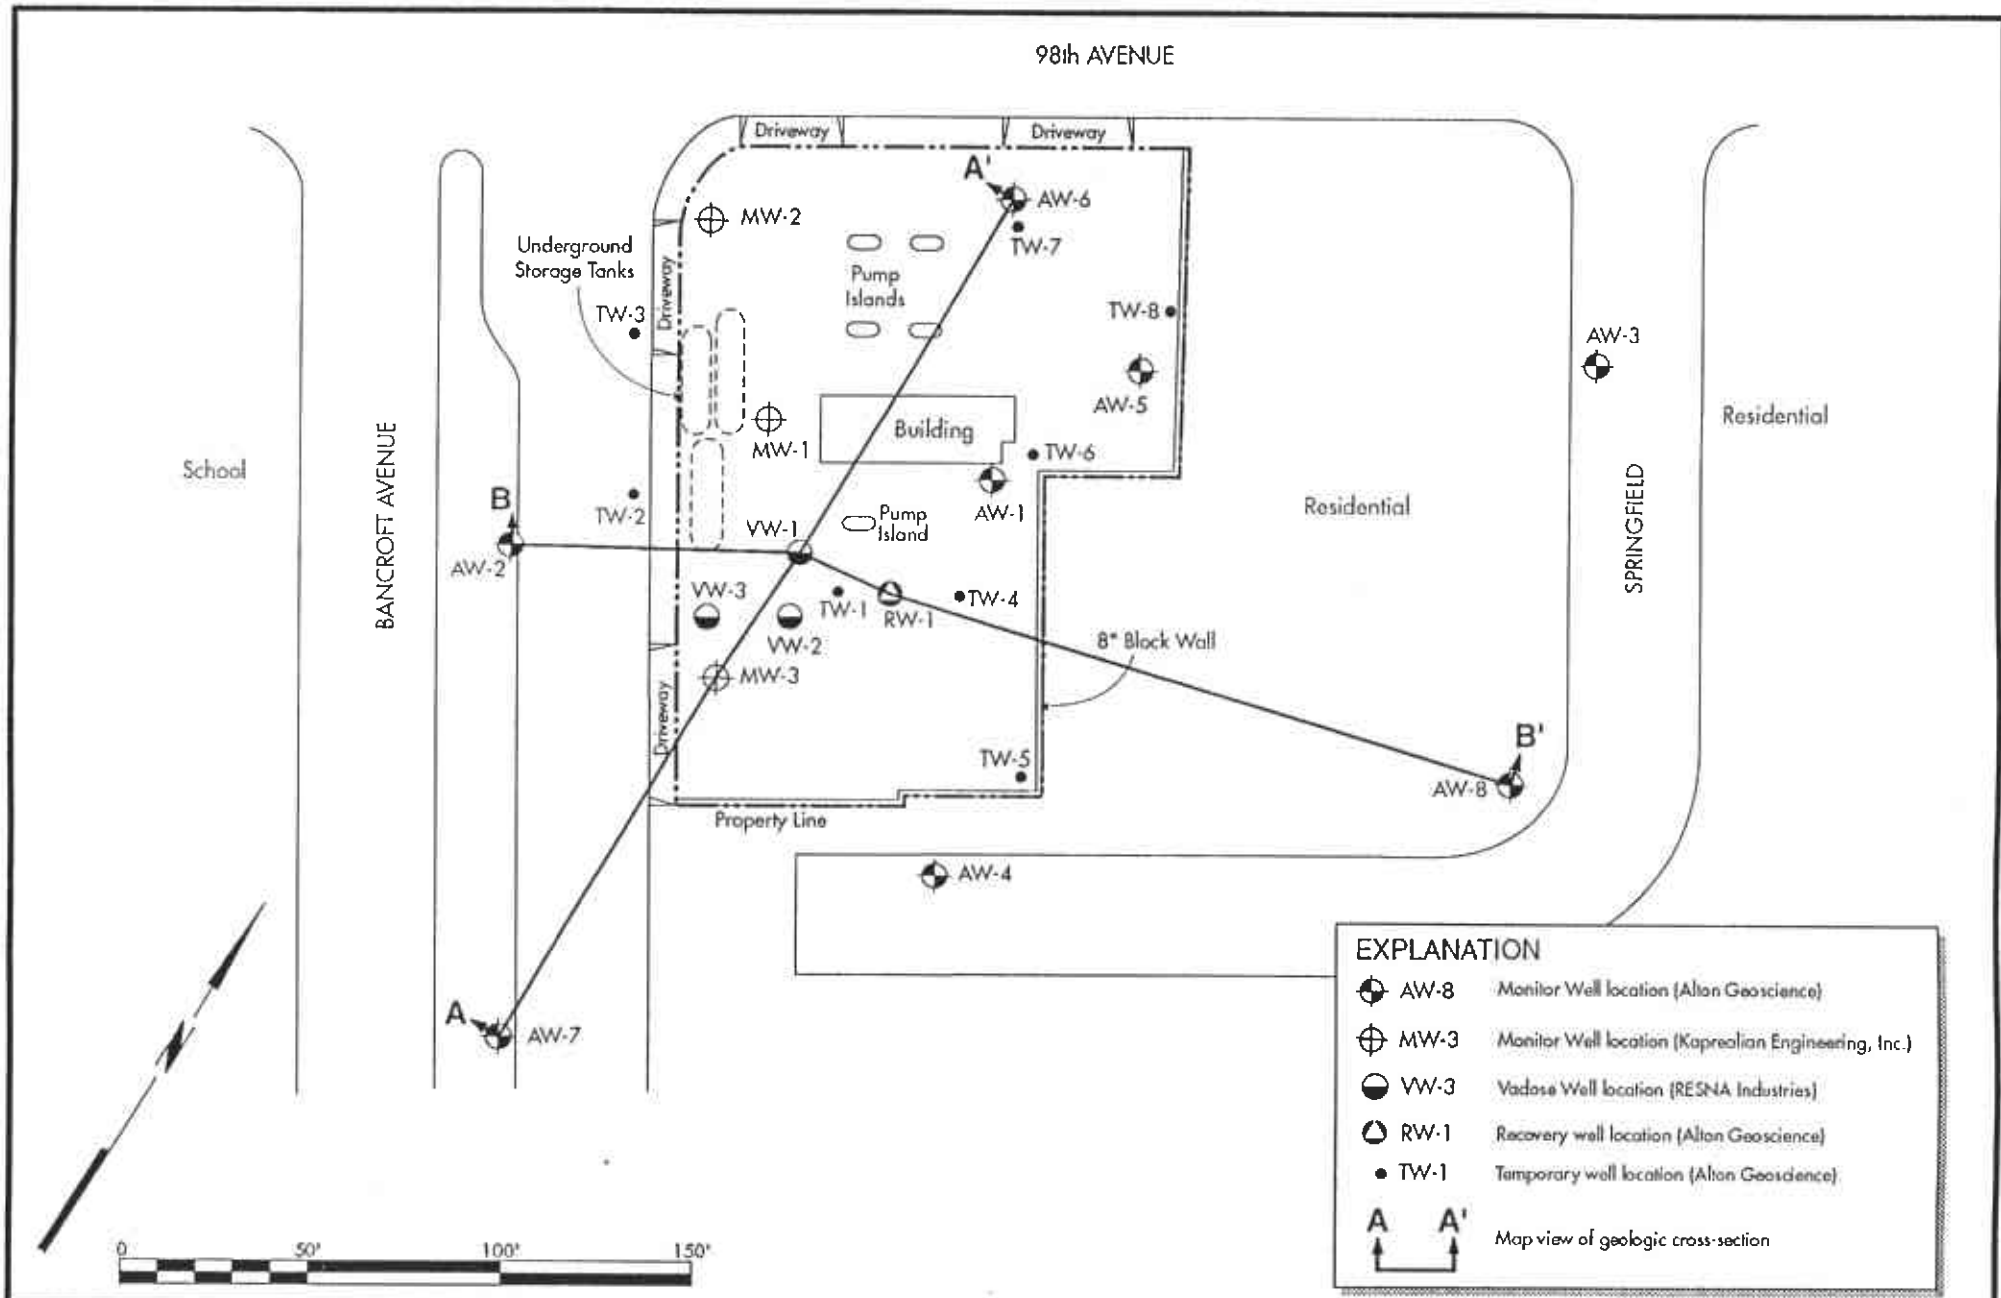 98th AVENUE
Driveway
Driveway
A'
AW-6
MW-2
TW-7
Underground
Storage Tanks
Pump
Islands
Driveway
TW-3
TW-8
AW-3
AW-5
Residential
BANCROFT AVENUE
Building
MW-1
TW-6
School
SPRINGFIELD
B
TW-2
AW-1
Residential
VW-1
Pump
Island
AW-2
VW-3
TW-1
RW-1
TW-4
VW-2
8" Block Wall
MW-3
Driveway
TW-5
B'
AW-8
Property Line
AW-4
A
AW-7
EXPLANATION
AW-8 Monitor Well location (Alton Geoscience)
MW-3 Monitor Well location (Kaprealian Engineering, Inc.)
VW-3 Vadose Well location (RESNA Industries)
RW-1 Recovery well location (Alton Geoscience)
TW-1 Temporary well location (Alton Geoscience)
A A' Map view of geologic cross-section
0 50' 100' 150'